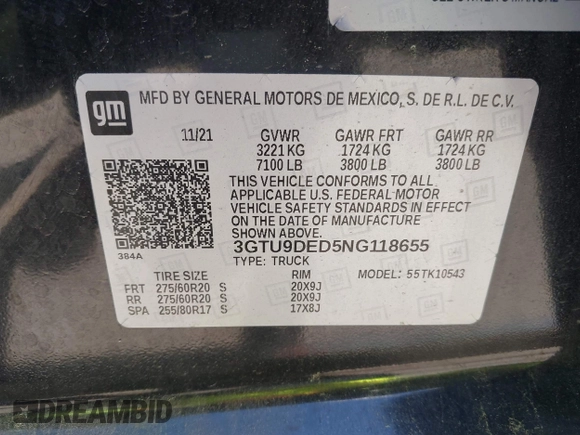 gm
MFD BY GENERAL MOTORS DE MEXICO, S. DE R.L. DE C.V.
11/21 GVWR GAWR FRT GAWR RR
3221 KG 1724 KG 1724 KG
7100 LB 3800 LB 3800 LB
THIS VEHICLE CONFORMS TO ALL
APPLICABLE U.S. FEDERAL MOTOR
VEHICLE SAFETY STANDARDS IN EFFECT
ON THE DATE OF MANUFACTURE
SHOWN ABOVE.
384A
3GTU9DED5NG118655
TYPE: TRUCK
TIRE SIZE RIM MODEL: 55TK10543
FRT 275/60R20 S 20X9J
RR 275/60R20 S 20X9J
SPA 255/80R17 S 17X8J
DREAMBID